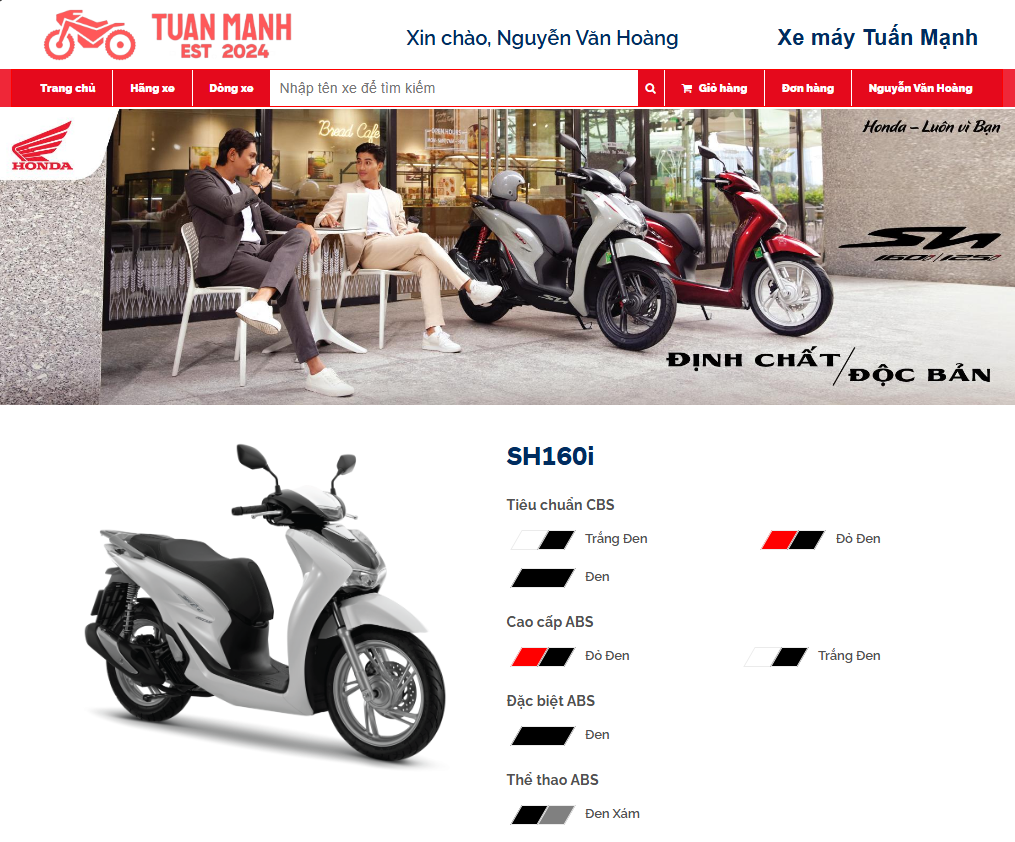 TUAN MANH
EST 2024
Xin chào, Nguyễn Văn Hoàng
Xe máy Tuấn Mạnh
Trang chủ
Hãng xe
Dòng xe
Nhập tên xe để tìm kiếm
Giỏ hàng
Đơn hàng
Nguyễn Văn Hoàng
HONDA
Bread Cafe
Honda – Luôn vì Bạn
SH
160i/125i
ĐỊNH CHẤT/
ĐỘC BẢN
SH160i
Tiêu chuẩn CBS
Trắng Đen
Đỏ Đen
Đen
Cao cấp ABS
Đỏ Đen
Trắng Đen
Đặc biệt ABS
Đen
Thể thao ABS
Đen Xám